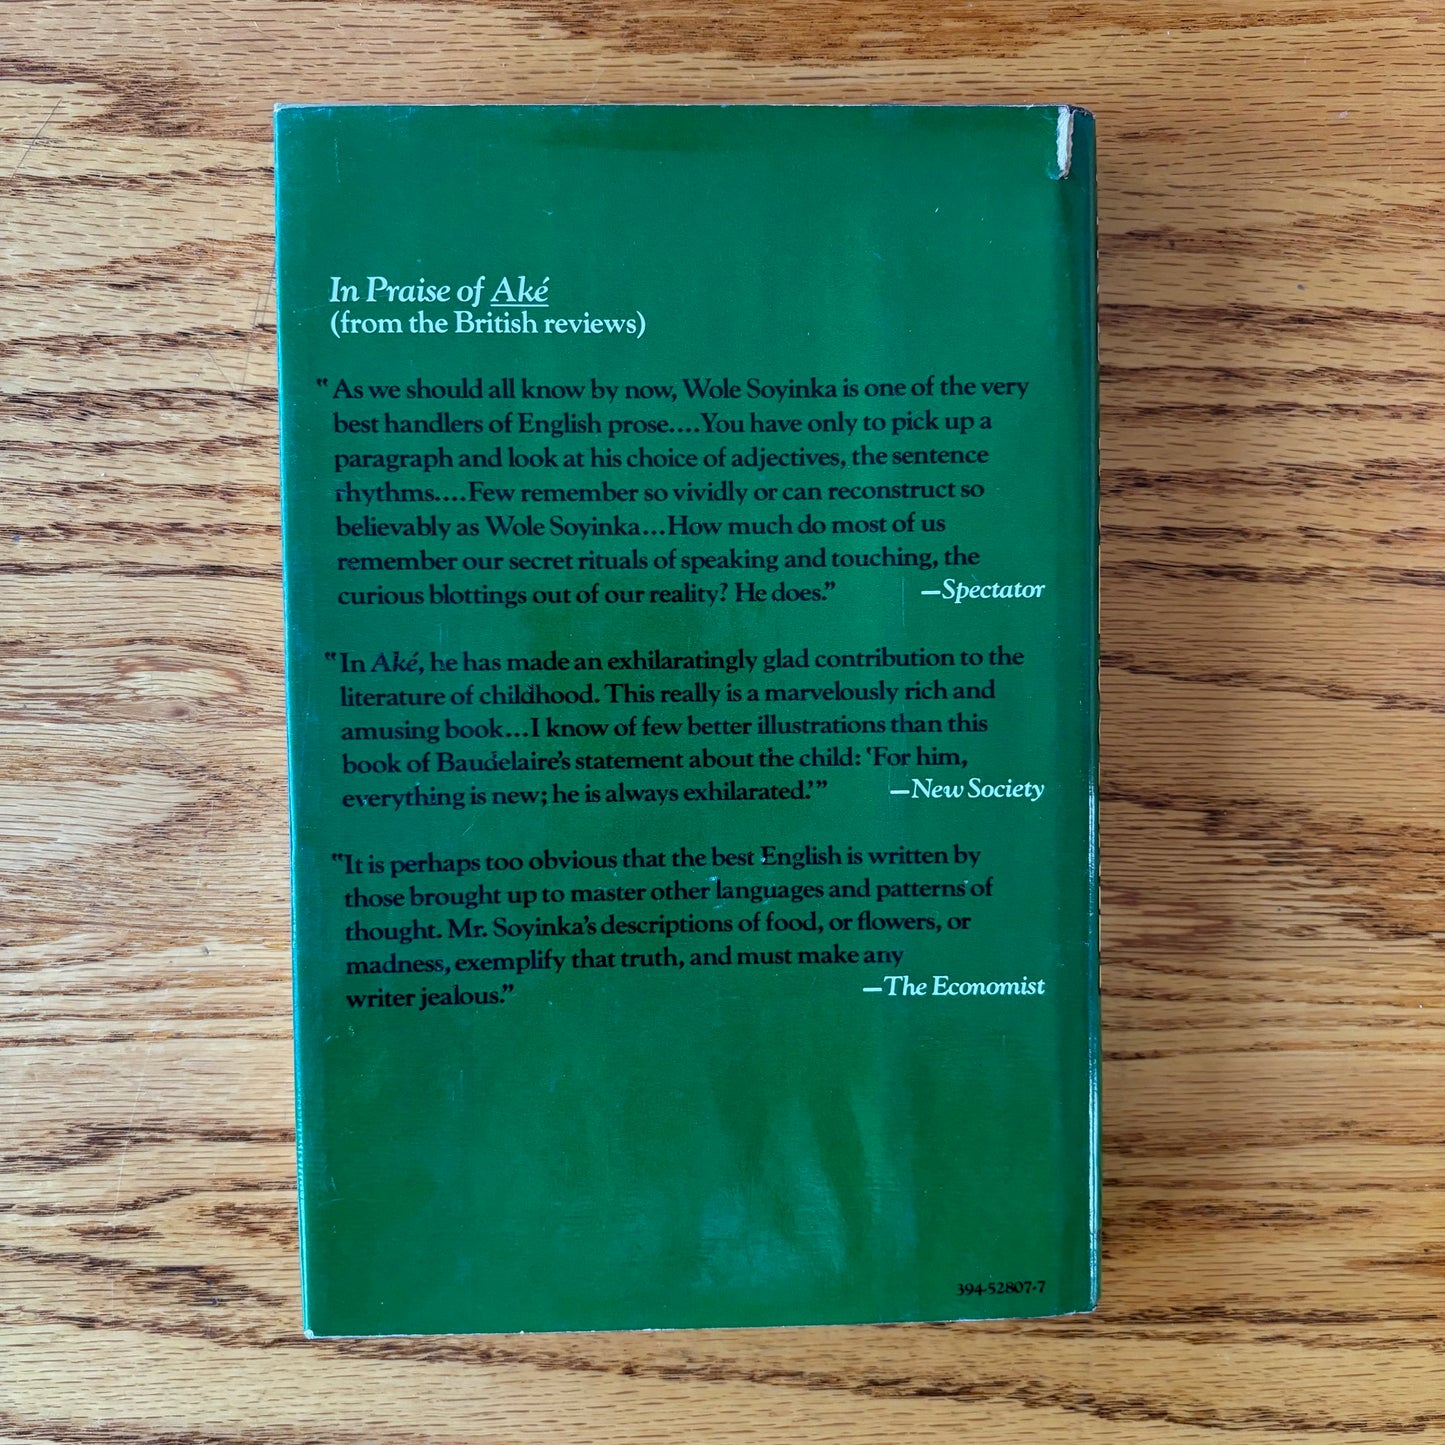 In Praise of Aké
(from the British reviews)
"As we should all know by now, Wole Soyinka is one of the very
best handlers of English prose....You have only to pick up a
paragraph and look at his choice of adjectives, the sentence
rhythms....Few remember so vividly or can reconstruct so
believably as Wole Soyinka...How much do most of us
remember our secret rituals of speaking and touching, the
curious blottings out of our reality? He does." —Spectator
"In Aké, he has made an exhilaratingly glad contribution to the
literature of childhood. This really is a marvelously rich and
amusing book...I know of few better illustrations than this
book of Baudelaire's statement about the child: 'For him,
everything is new; he is always exhilarated.'" —New Society
"It is perhaps too obvious that the best English is written by
those brought up to master other languages and patterns of
thought. Mr. Soyinka's descriptions of food, or flowers, or
madness, exemplify that truth, and must make any
writer jealous." —The Economist
394-52807-7